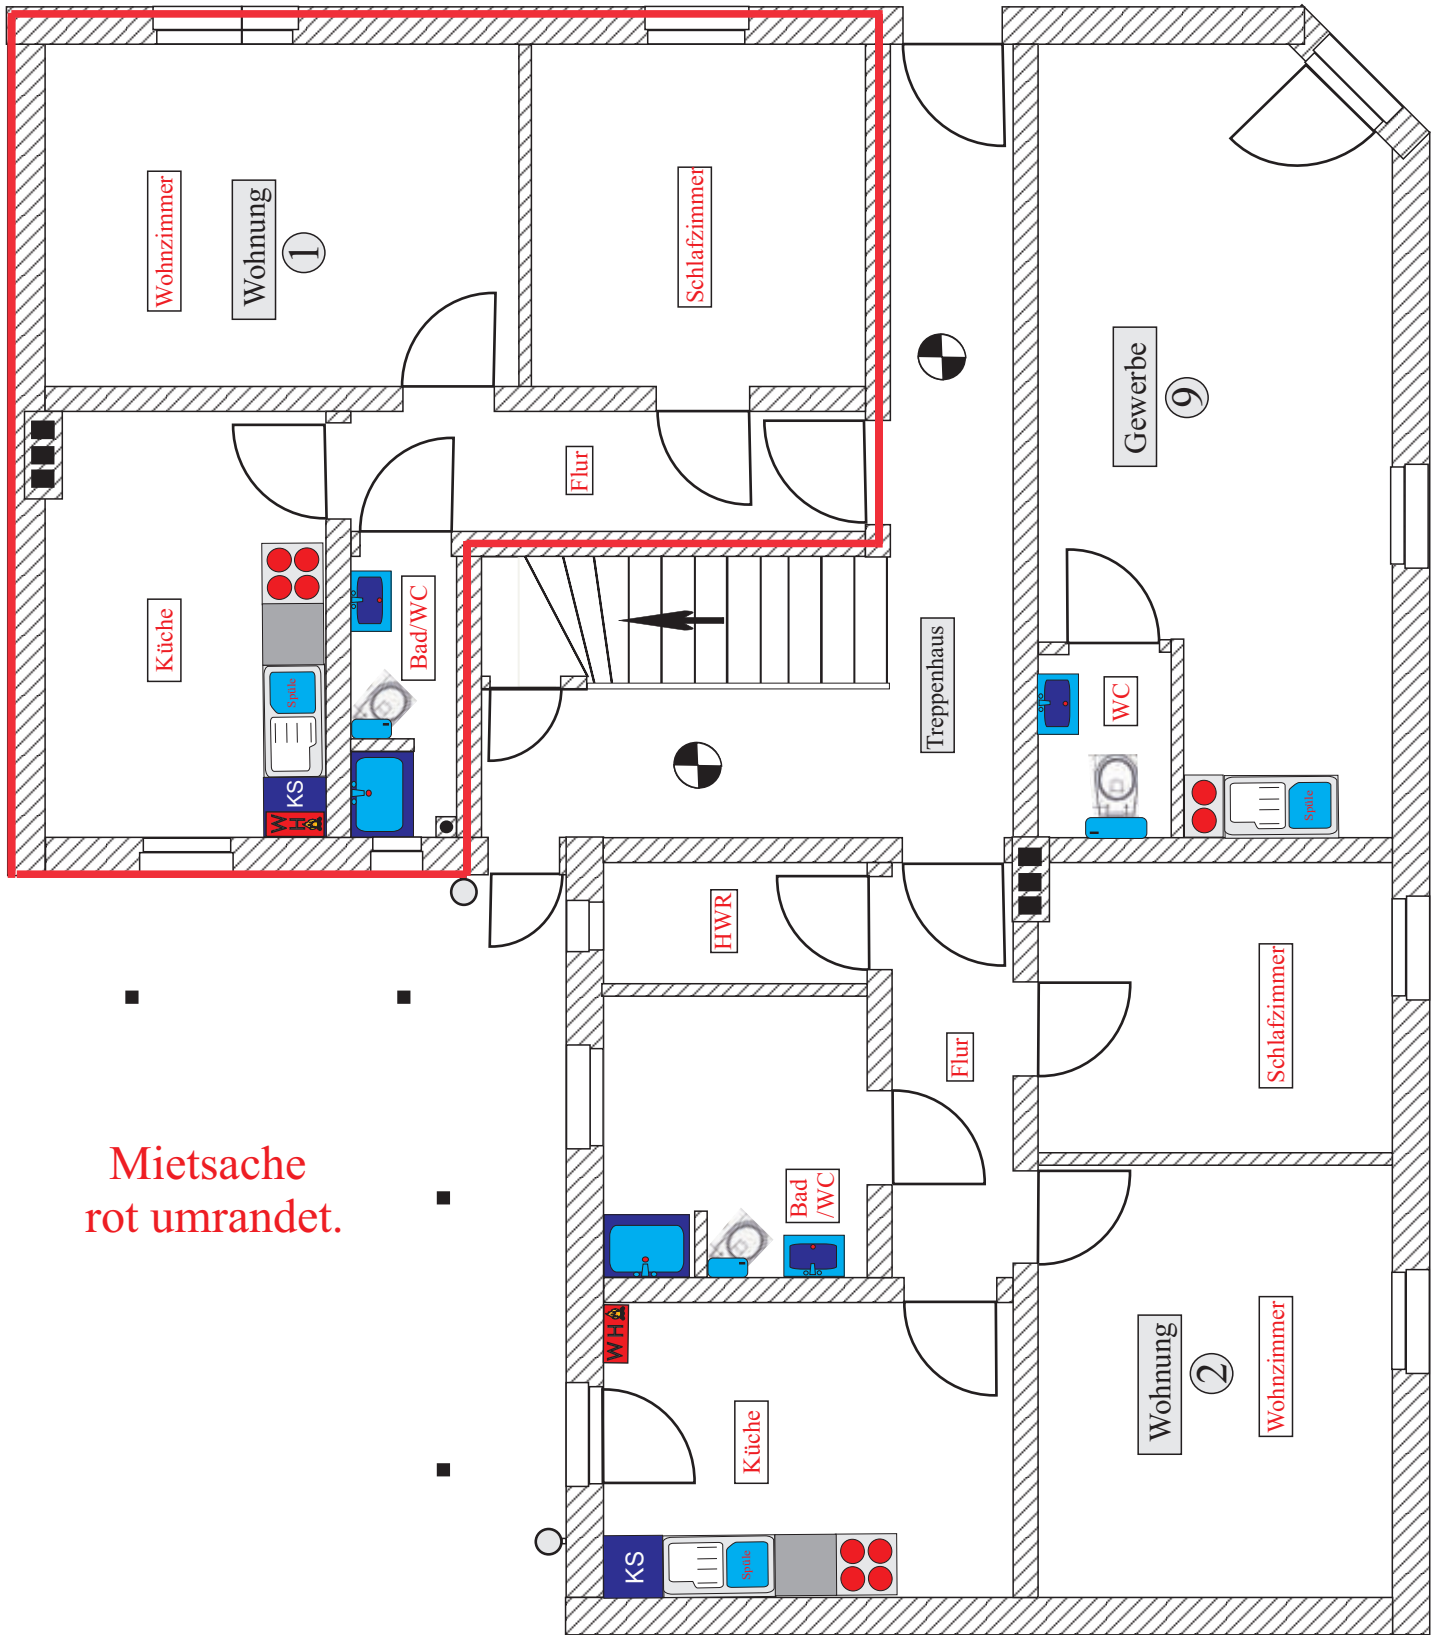 Wohnzimmer
Wohnung
1
Schlafzimmer
Küche
Flur
Bad/WC
Spüle
KS
WH
Treppenhaus
Gewerbe
9
WC
Spüle
HWR
Flur
Schlafzimmer
Bad
/WC
WH
Küche
KS
Spüle
Wohnung
2
Wohnzimmer
Mietsache
rot umrandet.